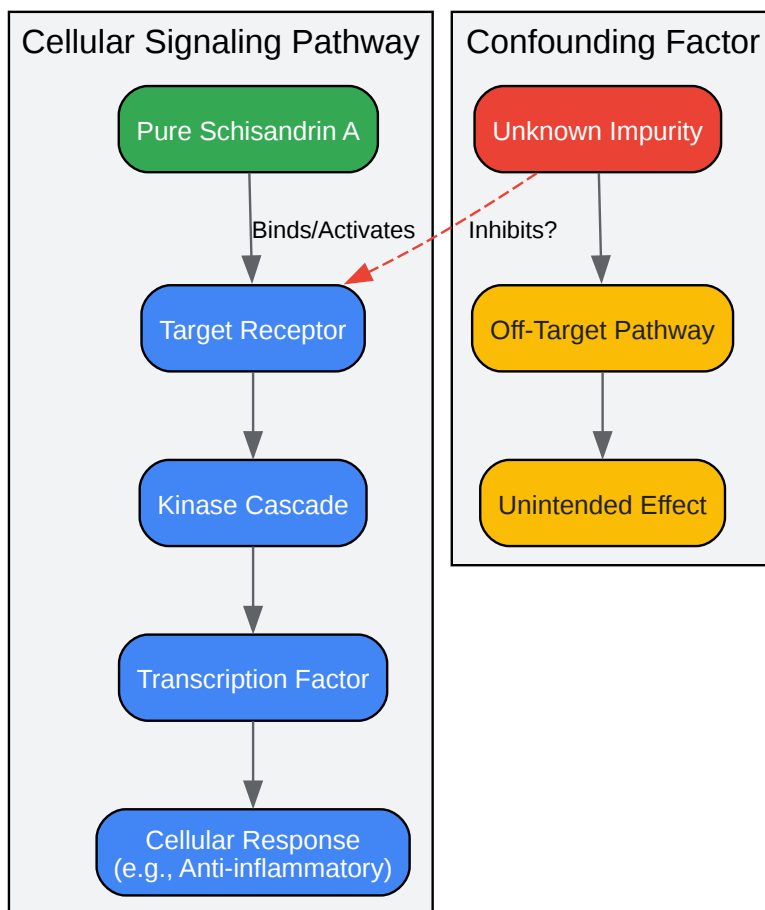 Cellular Signaling Pathway
Confounding Factor
Pure Schisandrin A
Unknown Impurity
Binds/Activates
Inhibits?
Target Receptor
Off-Target Pathway
Kinase Cascade
Unintended Effect
Transcription Factor
Cellular Response
(e.g., Anti-inflammatory)